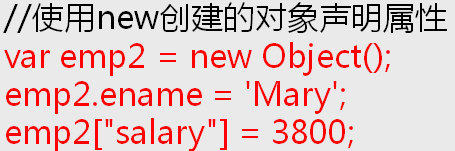 //使用new创建的对象声明属性
var emp2 = new Object();
emp2.ename = 'Mary';
emp2["salary"] = 3800;